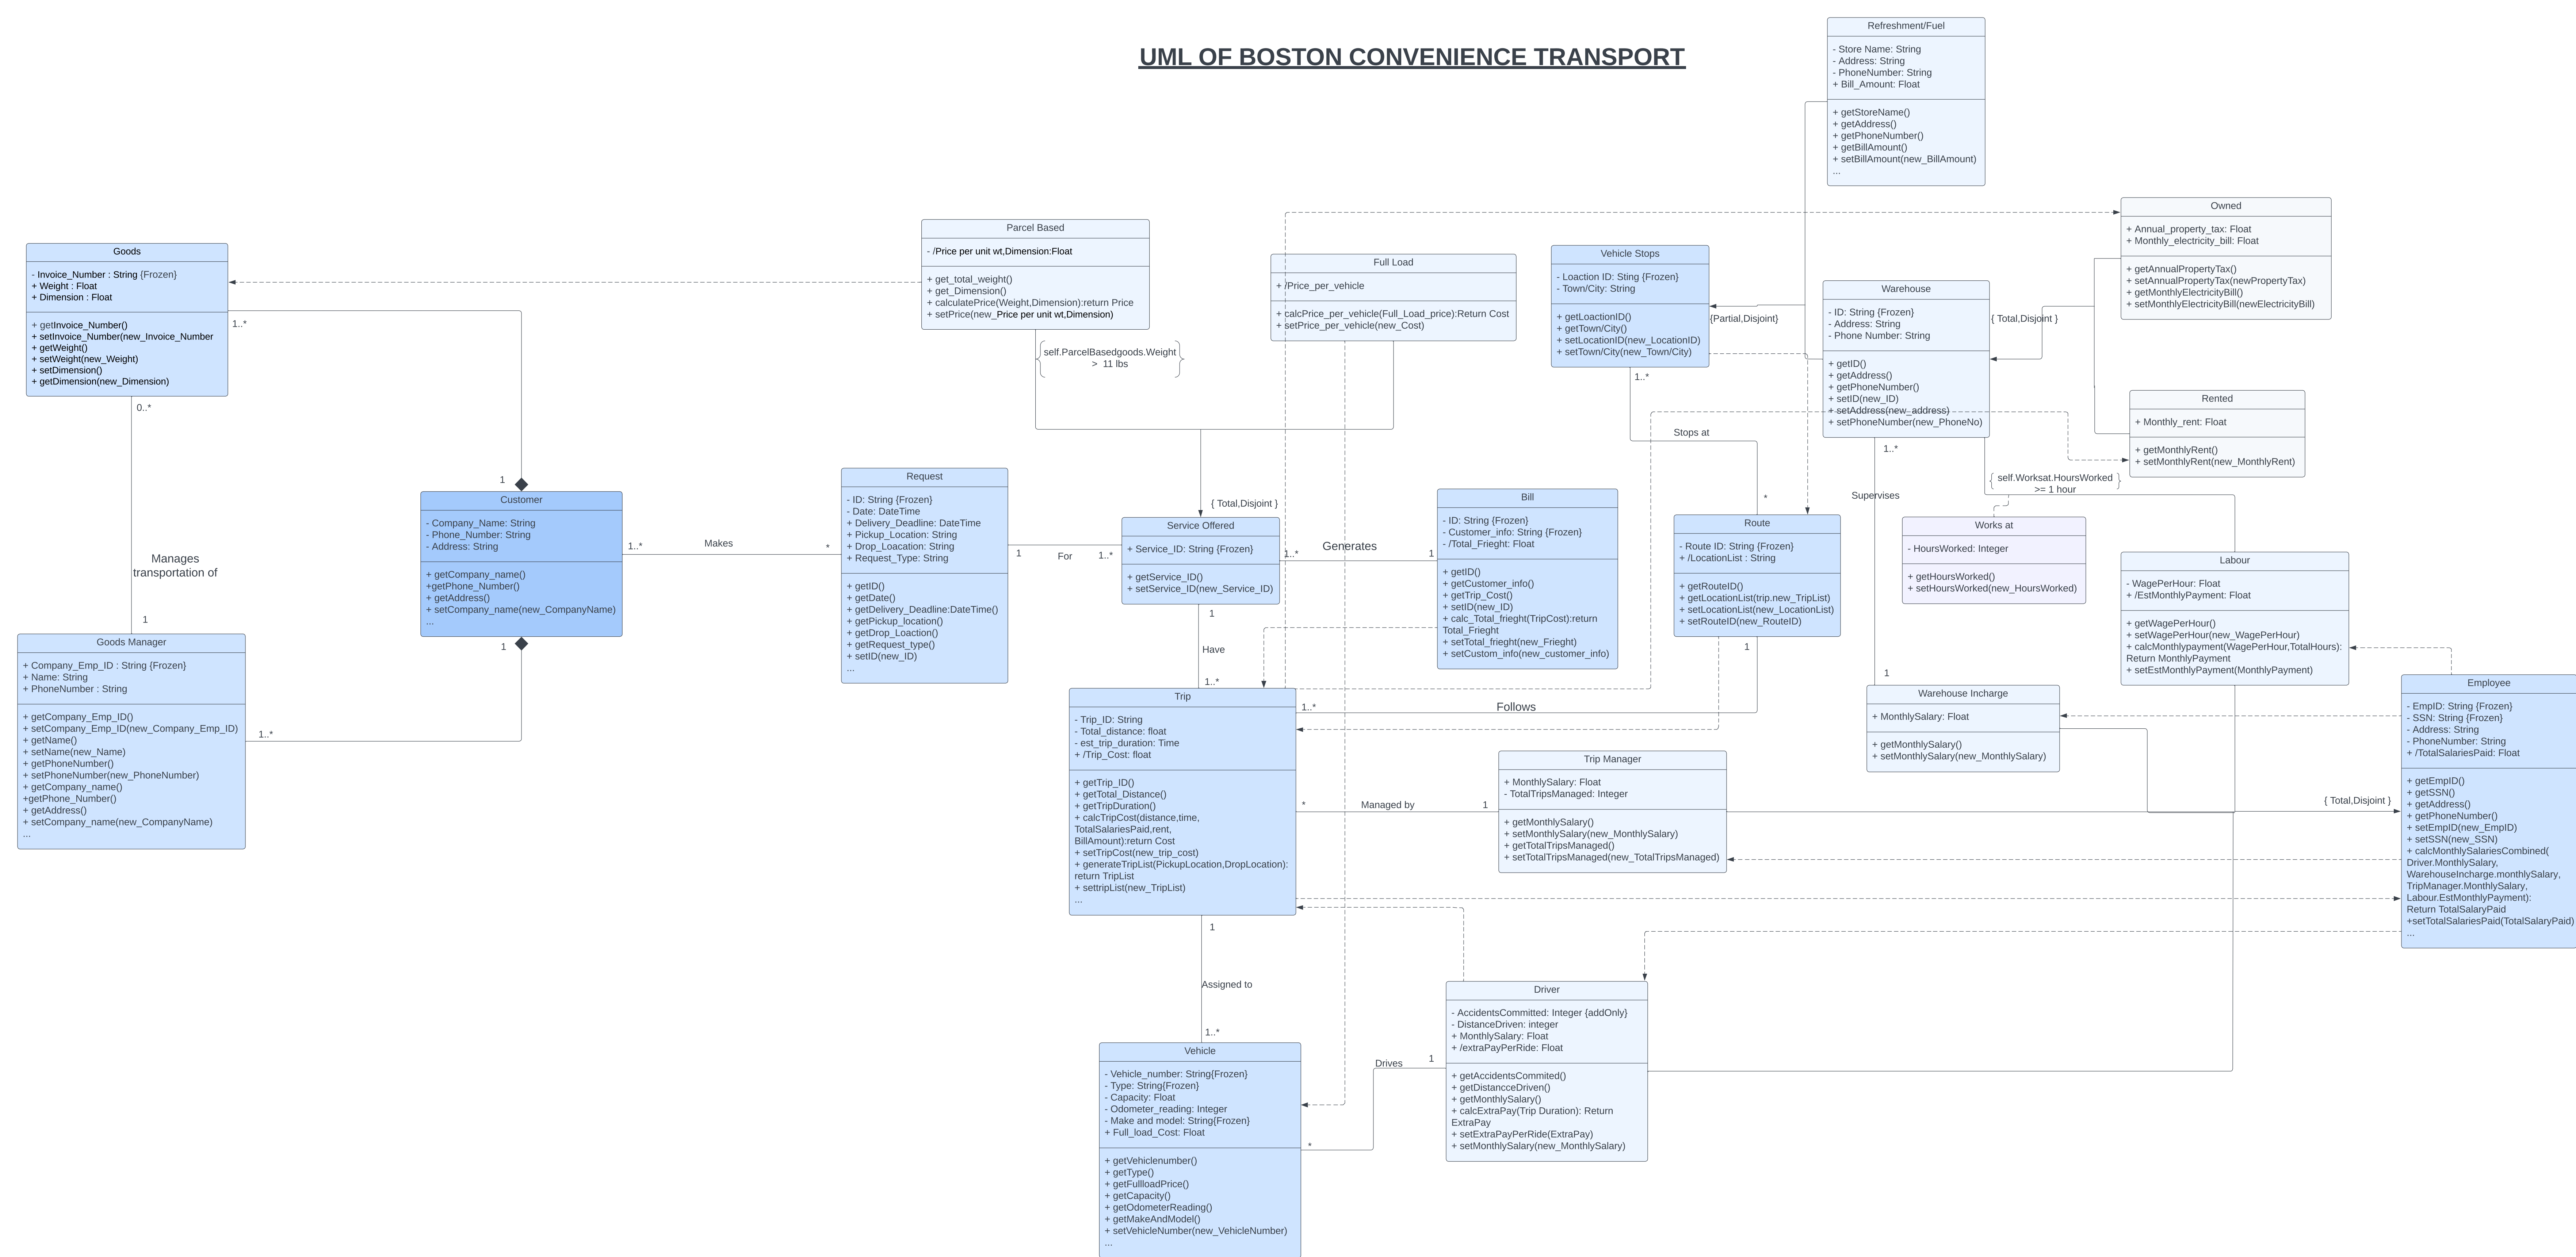 UML OF BOSTON CONVENIENCE TRANSPORT
Refreshment/Fuel
- Store Name: String
- Address: String
- PhoneNumber: String
+ Bill_Amount: Float
+ getStoreName()
+ getAddress()
+ getPhoneNumber()
+ getBillAmount()
+ setBillAmount(new_BillAmount)
...
Owned
+ Annual_property_tax: Float
+ Monthly_electricity_bill: Float
+ getAnnualPropertyTax()
+ setAnnualPropertyTax(newPropertyTax)
+ getMonthlyElectricityBill()
+ setMonthlyElectricityBill(newElectricityBill)
Parcel Based
- /Price per unit wt,Dimension:Float
+ get_total_weight()
+ get_Dimension()
+ calculatePrice(Weight,Dimension):return Price
+ setPrice(new_Price per unit wt,Dimension)
Goods
- Invoice_Number : String {Frozen}
+ Weight : Float
+ Dimension : Float
+ getInvoice_Number()
+ setInvoice_Number(new_Invoice_Number
+ getWeight()
+ setWeight(new_Weight)
+ setDimension()
+ getDimension(new_Dimension)
Full Load
+ /Price_per_vehicle
+ calcPrice_per_vehicle(Full_Load_price):Return Cost
+ setPrice_per_vehicle(new_Cost)
Vehicle Stops
- Loaction ID: Sting {Frozen}
- Town/City: String
+ getLoactionID()
+ getTown/City()
+ setLocationID(new_LocationID)
+ setTown/City(new_Town/City)
{Partial,Disjoint}
Warehouse
- ID: String {Frozen}
- Address: String
- Phone Number: String
+ getID()
+ getAddress()
+ getPhoneNumber()
+ setID(new_ID)
+ setAddress(new_address)
+ setPhoneNumber(new_PhoneNo)
{ Total,Disjoint }
1..*
self.ParcelBasedgoods.Weight
> 11 lbs
1..*
0..*
Rented
+ Monthly_rent: Float
+ getMonthlyRent()
+ setMonthlyRent(new_MonthlyRent)
Stops at
1..*
*
Supervises
self.Worksat.HoursWorked
>= 1 hour
1
Customer
- Company_Name: String
- Phone_Number: String
- Address: String
+ getCompany_name()
+getPhone_Number()
+ getAddress()
+ setCompany_name(new_CompanyName)
...
1
1..*
Makes
*
Request
- ID: String {Frozen}
- Date: DateTime
+ Delivery_Deadline: DateTime
+ Pickup_Location: String
+ Drop_Loacation: String
+ Request_Type: String
+ getID()
+ getDate()
+ getDelivery_Deadline:DateTime()
+ getPickup_location()
+ getDrop_Loaction()
+ getRequest_type()
+ setID(new_ID)
...
1
For
1..*
{ Total,Disjoint }
Service Offered
+ Service_ID: String {Frozen}
+ getService_ID()
+ setService_ID(new_Service_ID)
1..*
Generates
1
Bill
- ID: String {Frozen}
- Customer_info: String {Frozen}
- /Total_Frieght: Float
+ getID()
+ getCustomer_info()
+ getTrip_Cost()
+ setID(new_ID)
+ calc_Total_frieght(TripCost):return
Total_Frieght
+ setTotal_frieght(new_Frieght)
+ setCustom_info(new_customer_info)
Route
- Route ID: String {Frozen}
+ /LocationList : String
+ getRouteID()
+ getLocationList(trip.new_TripList)
+ setLocationList(new_LocationList)
+ setRouteID(new_RouteID)
1
Works at
- HoursWorked: Integer
+ getHoursWorked()
+ setHoursWorked(new_HoursWorked)
Labour
- WagePerHour: Float
+ /EstMonthlyPayment: Float
+ getWagePerHour()
+ setWagePerHour(new_WagePerHour)
+ calcMonthlypayment(WagePerHour,TotalHours):
Return MonthlyPayment
+ setEstMonthlyPayment(MonthlyPayment)
Manages
transportation of
1
Goods Manager
+ Company_Emp_ID : String {Frozen}
+ Name: String
+ PhoneNumber : String
+ getCompany_Emp_ID()
+ setCompany_Emp_ID(new_Company_Emp_ID)
+ getName()
+ setName(new_Name)
+ getPhoneNumber()
+ setPhoneNumber(new_PhoneNumber)
+ getCompany_name()
+getPhone_Number()
+ getAddress()
+ setCompany_name(new_CompanyName)
...
1..*
1
Have
1..*
Trip
- Trip_ID: String
- Total_distance: float
- est_trip_duration: Time
+ /Trip_Cost: float
+ getTrip_ID()
+ getTotal_Distance()
+ getTripDuration()
+ calcTripCost(distance,time,
TotalSalariesPaid,rent,
BillAmount):return Cost
+ setTripCost(new_trip_cost)
+ generateTripList(PickupLocation,DropLocation):
return TripList
+ settripList(new_TripList)
...
1..*
Follows
*
Managed by
1
Trip Manager
+ MonthlySalary: Float
- TotalTripsManaged: Integer
+ getMonthlySalary()
+ setMonthlySalary(new_MonthlySalary)
+ getTotalTripsManaged()
+ setTotalTripsManaged(new_TotalTripsManaged)
1
Warehouse Incharge
+ MonthlySalary: Float
+ getMonthlySalary()
+ setMonthlySalary(new_MonthlySalary)
{ Total,Disjoint }
Employee
- EmpID: String {Frozen}
- SSN: String {Frozen}
- Address: String
- PhoneNumber: String
+ /TotalSalariesPaid: Float
+ getEmpID()
+ getSSN()
+ getAddress()
+ getPhoneNumber()
+ setEmpID(new_EmpID)
+ setSSN(new_SSN)
+ calcMonthlySalariesCombined(
Driver.MonthlySalary,
WarehouseIncharge.monthlySalary,
TripManager.MonthlySalary,
Labour.EstMonthlyPayment):
Return TotalSalaryPaid
+setTotalSalariesPaid(TotalSalaryPaid)
...
1
Assigned to
1..*
Driver
- AccidentsCommitted: Integer {addOnly}
- DistanceDriven: integer
+ MonthlySalary: Float
+ /extraPayPerRide: Float
+ getAccidentsCommited()
+ getDistancceDriven()
+ getMonthlySalary()
+ calcExtraPay(Trip Duration): Return
ExtraPay
+ setExtraPayPerRide(ExtraPay)
+ setMonthlySalary(new_MonthlySalary)
Drives
1
*
Vehicle
- Vehicle_number: String{Frozen}
- Type: String{Frozen}
- Capacity: Float
- Odometer_reading: Integer
- Make and model: String{Frozen}
+ Full_load_Cost: Float
+ getVehiclenumber()
+ getType()
+ getFullloadPrice()
+ getCapacity()
+ getOdometerReading()
+ getMakeAndModel()
+ setVehicleNumber(new_VehicleNumber)
...